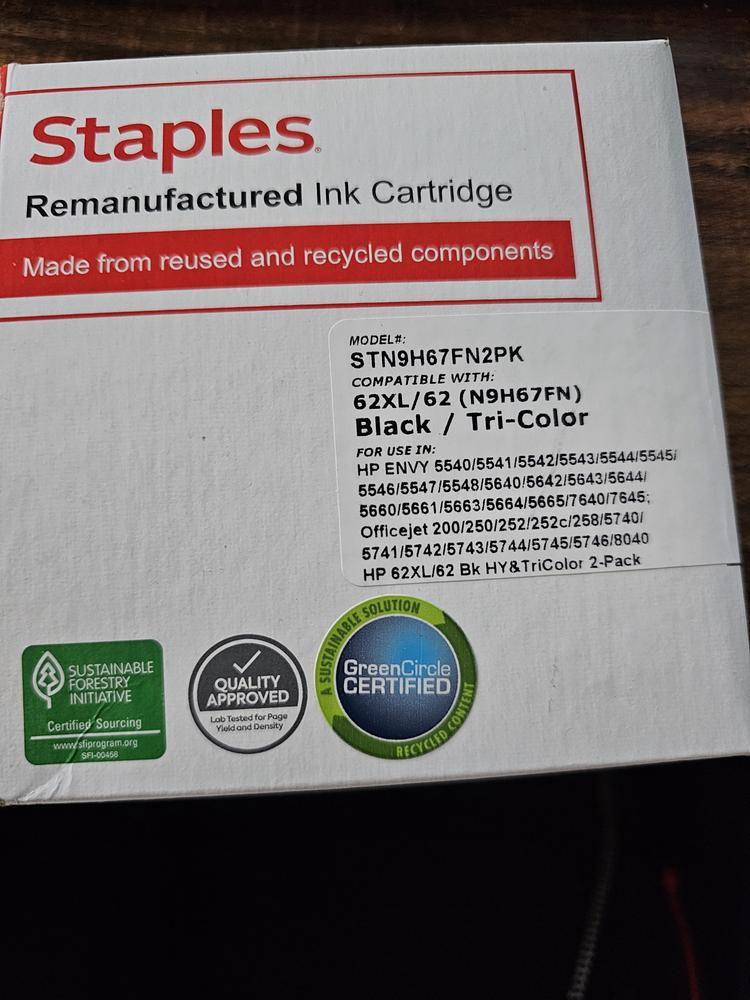 Staples
Remanufactured Ink Cartridge
Made from reused and recycled components
MODEL#:
STN9H67FN2PK
COMPATIBLE WITH:
62XL/62 (N9H67FN)
Black / Tri-Color
FOR USE IN:
HP ENVY 5540/5541/5542/5543/5544/5545/
5546/5547/5548/5640/5642/5643/5644/
5660/5661/5663/5664/5665/7640/7645;
Officejet 200/250/252/252c/258/5740/
5741/5742/5743/5744/5745/5746/8040
HP 62XL/62 Bk HY&TriColor 2-Pack
SUSTAINABLE
FORESTRY
INITIATIVE
Certified Sourcing
www.sfiprogram.org
SFI-00456
QUALITY
APPROVED
Lab Tested for Page
Yield and Density
A SUSTAINABLE SOLUTION
GreenCircle
CERTIFIED
RECYCLED CONTENT